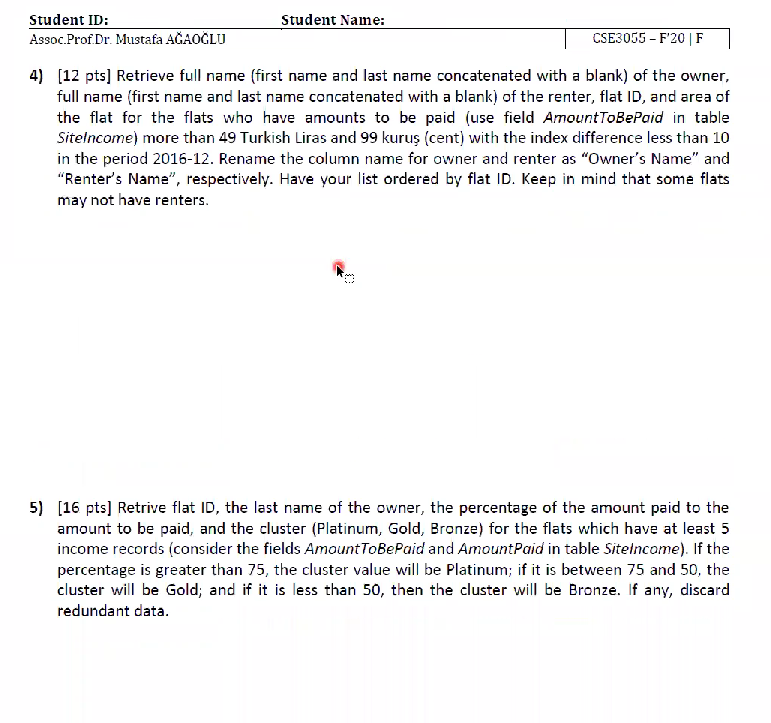 Student ID: Student Name:
Assoc.Prof.Dr. Mustafa AĞAOĞLU CSE3055 – F'20 | F
4) [12 pts] Retrieve full name (first name and last name concatenated with a blank) of the owner,
full name (first name and last name concatenated with a blank) of the renter, flat ID, and area of
the flat for the flats who have amounts to be paid (use field AmountToBePaid in table
SiteIncome) more than 49 Turkish Liras and 99 kuruş (cent) with the index difference less than 10
in the period 2016-12. Rename the column name for owner and renter as “Owner’s Name” and
“Renter’s Name”, respectively. Have your list ordered by flat ID. Keep in mind that some flats
may not have renters.
5) [16 pts] Retrive flat ID, the last name of the owner, the percentage of the amount paid to the
amount to be paid, and the cluster (Platinum, Gold, Bronze) for the flats which have at least 5
income records (consider the fields AmountToBePaid and AmountPaid in table SiteIncome). If the
percentage is greater than 75, the cluster value will be Platinum; if it is between 75 and 50, the
cluster will be Gold; and if it is less than 50, then the cluster will be Bronze. If any, discard
redundant data.